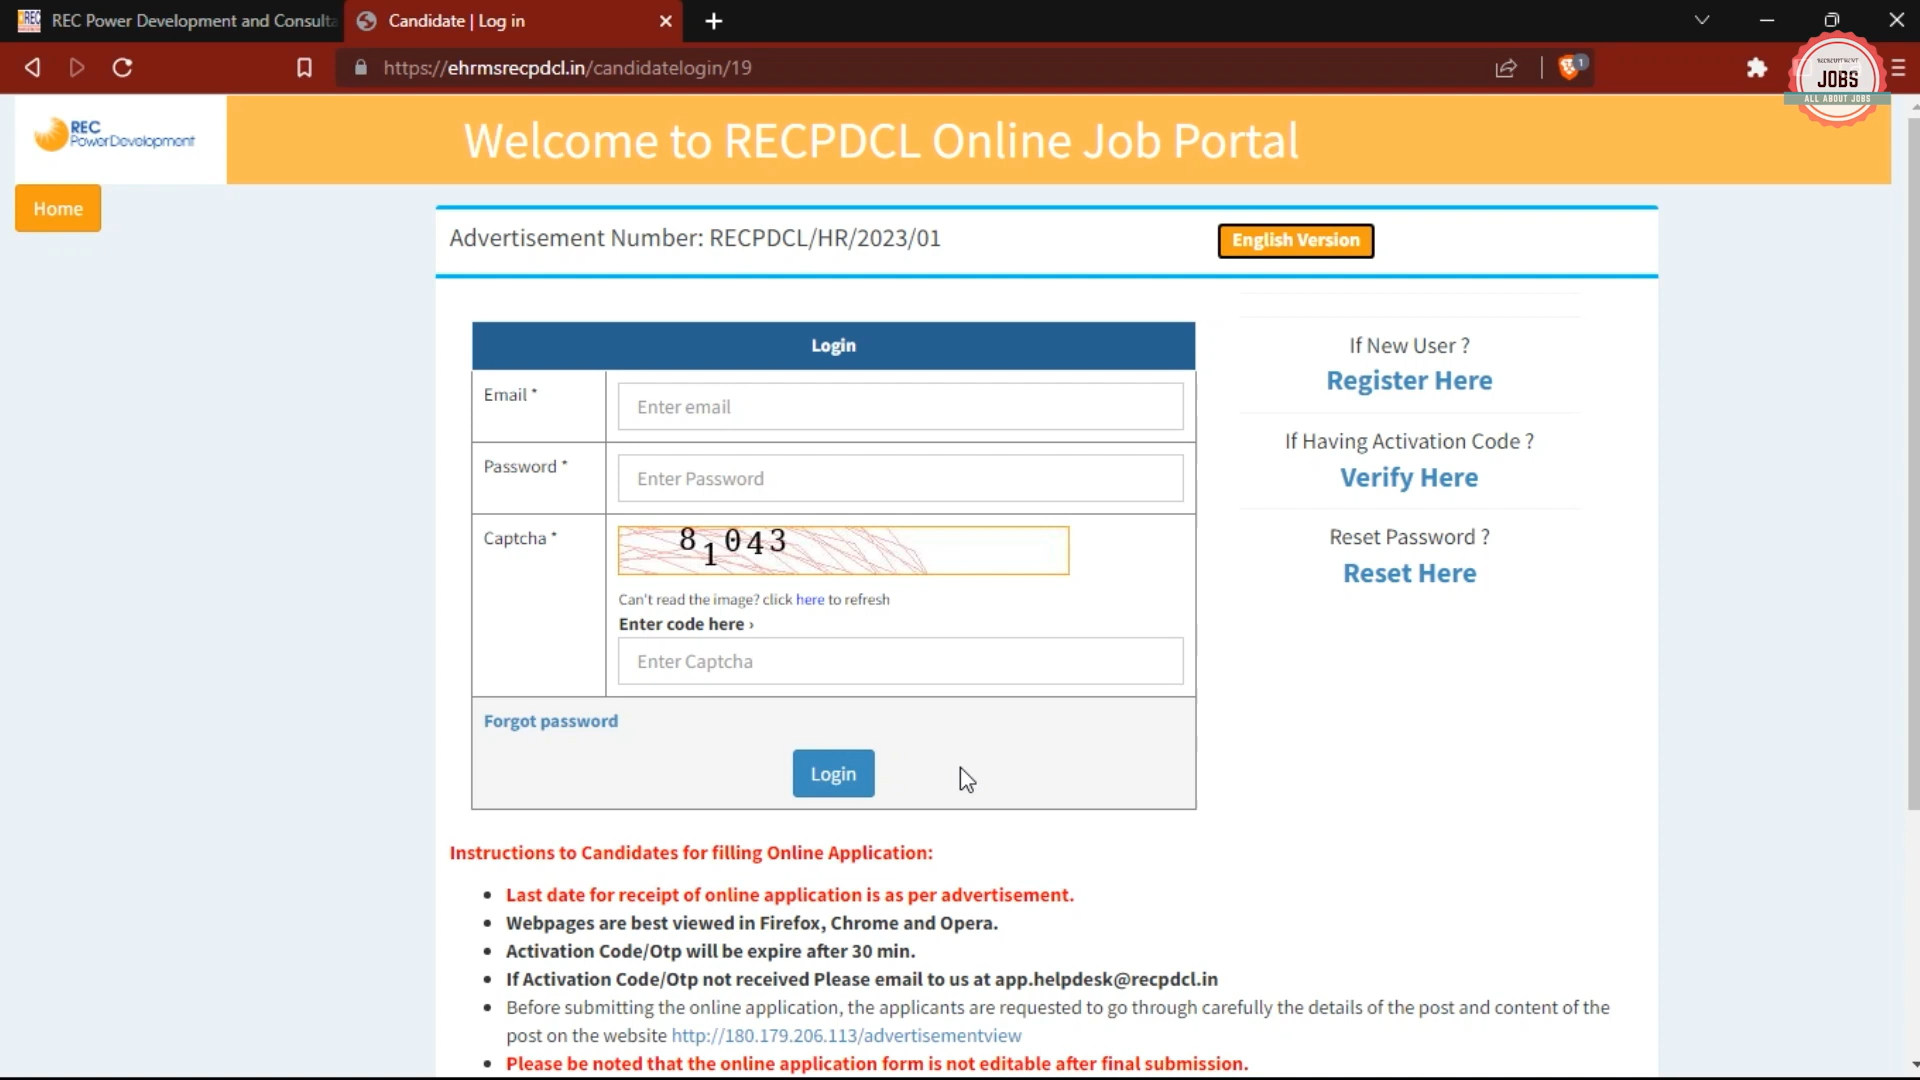 REC Power Development and Consulta
Candidate | Log in
https://ehrmsrecpdcl.in/candidatelogin/19
1
JOBS
ALL ABOUT JOBS
REC
PowerDevelopment
Welcome to RECPDCL Online Job Portal
Home
Advertisement Number: RECPDCL/HR/2023/01
English Version
Login
If New User ?
Register Here
Email *
Enter email
If Having Activation Code ?
Verify Here
Password *
Enter Password
Reset Password ?
Reset Here
Captcha *
81043
Can't read the image? click here to refresh
Enter code here ›
Enter Captcha
Forgot password
Login
Instructions to Candidates for filling Online Application:
• Last date for receipt of online application is as per advertisement.
• Webpages are best viewed in Firefox, Chrome and Opera.
• Activation Code/Otp will be expire after 30 min.
• If Activation Code/Otp not received Please email to us at app.helpdesk@recpdcl.in
• Before submitting the online application, the applicants are requested to go through carefully the details of the post and content of the
post on the website http://180.179.206.113/advertisementview
• Please be noted that the online application form is not editable after final submission.